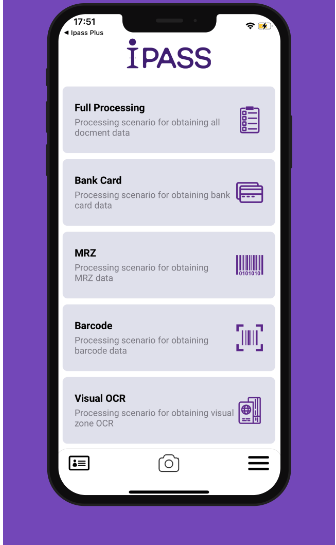 17:51
◀ Ipass Plus
iPASS
Full Processing
Processing scenario for obtaining all
docment data
Bank Card
Processing scenario for obtaining bank
card data
MRZ
Processing scenario for obtaining
MRZ data
0101010
Barcode
Processing scenario for obtaining
barcode data
Visual OCR
Processing scenario for obtaining visual
zone OCR